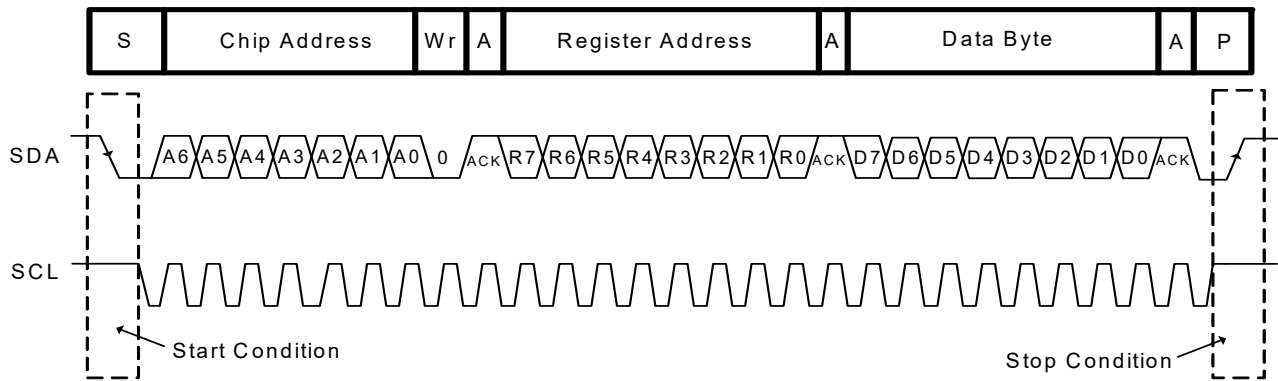 S Chip Address Wr A Register Address A Data Byte A P
SDA A6 A5 A4 A3 A2 A1 A0 0 ACK R7 R6 R5 R4 R3 R2 R1 R0 ACK D7 D6 D5 D4 D3 D2 D1 D0 ACK
SCL
Start Condition
Stop Condition